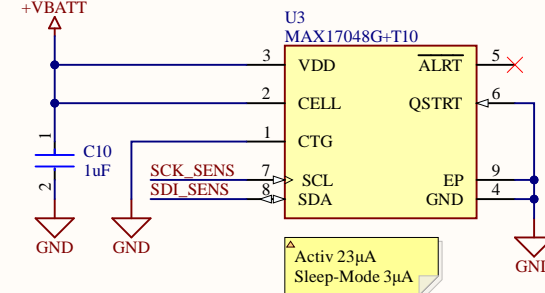 +VBATT
U3
MAX17048G+T10
3 VDD ALRT 5
2 CELL QSTRT 6
1 CTG
1
C10
1uF
2
SCK_SENS 7 SCL EP 9
SDI_SENS 8 SDA GND 4
GND GND GND
Activ 23µA
Sleep-Mode 3µA